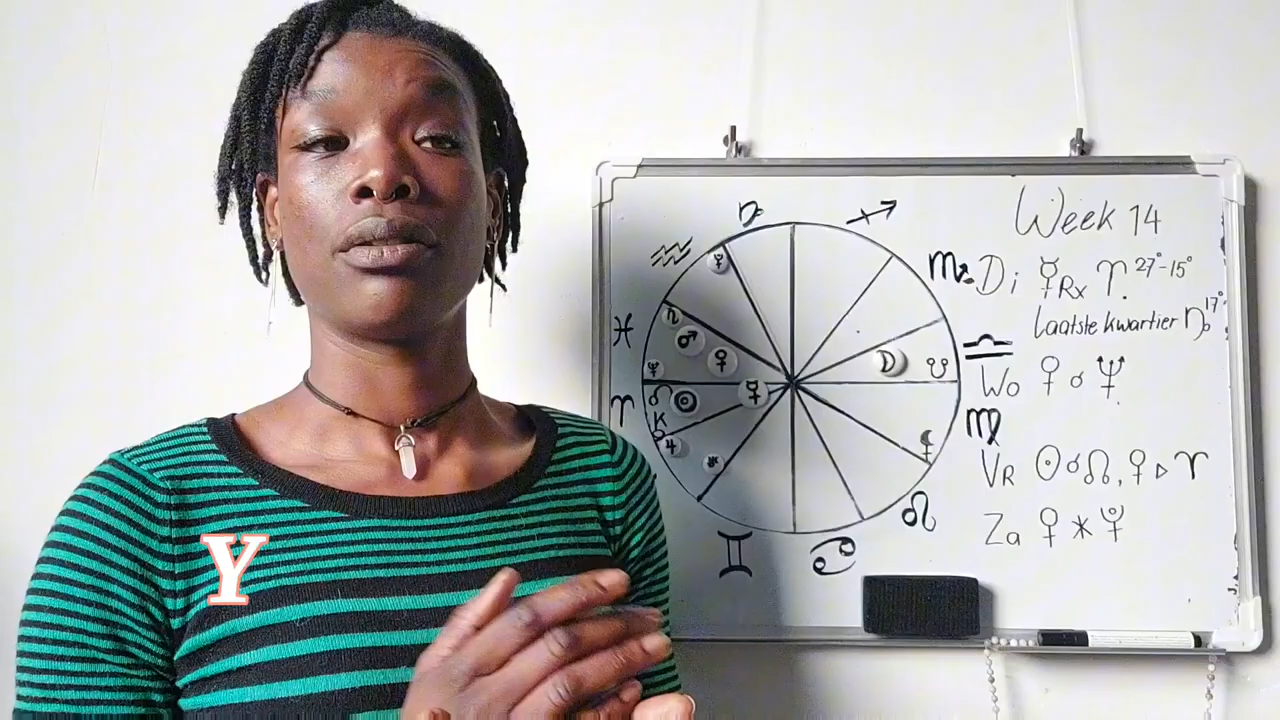 Week 14
Di ☿Rx ♈ 27°-15°
laatste kwartier ♑ 17°
Wo ♀ ☌ ♆
VR ☉☌☊, ♀ ▷ ♈
Za ♀ ⚹ ⯓
♑ ♐
♒ ♏
♓ ♎
♈ ♍
♌
♊ ♋
⯓
♄
♂
♀ ☽ ☋
♆
☊ ☉ ☿
K
♃ ⚸
Y